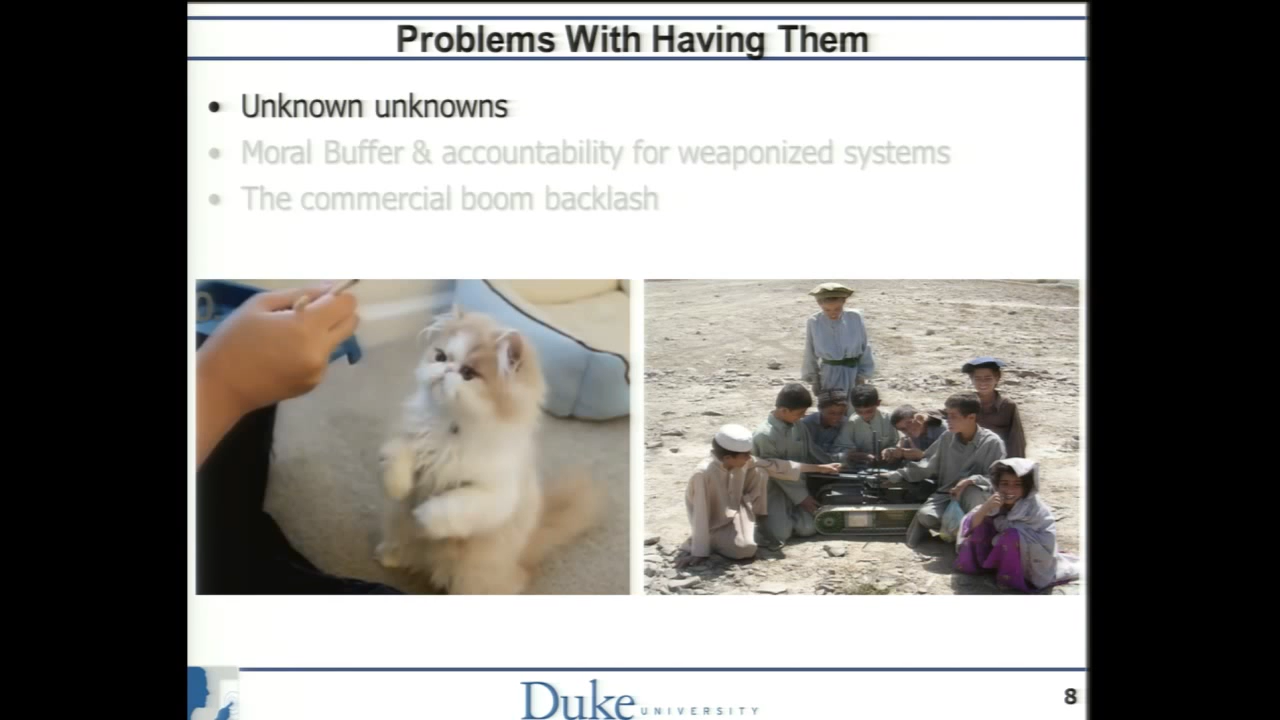 Problems With Having Them
• Unknown unknowns
• Moral Buffer & accountability for weaponized systems
• The commercial boom backlash
Duke UNIVERSITY
8